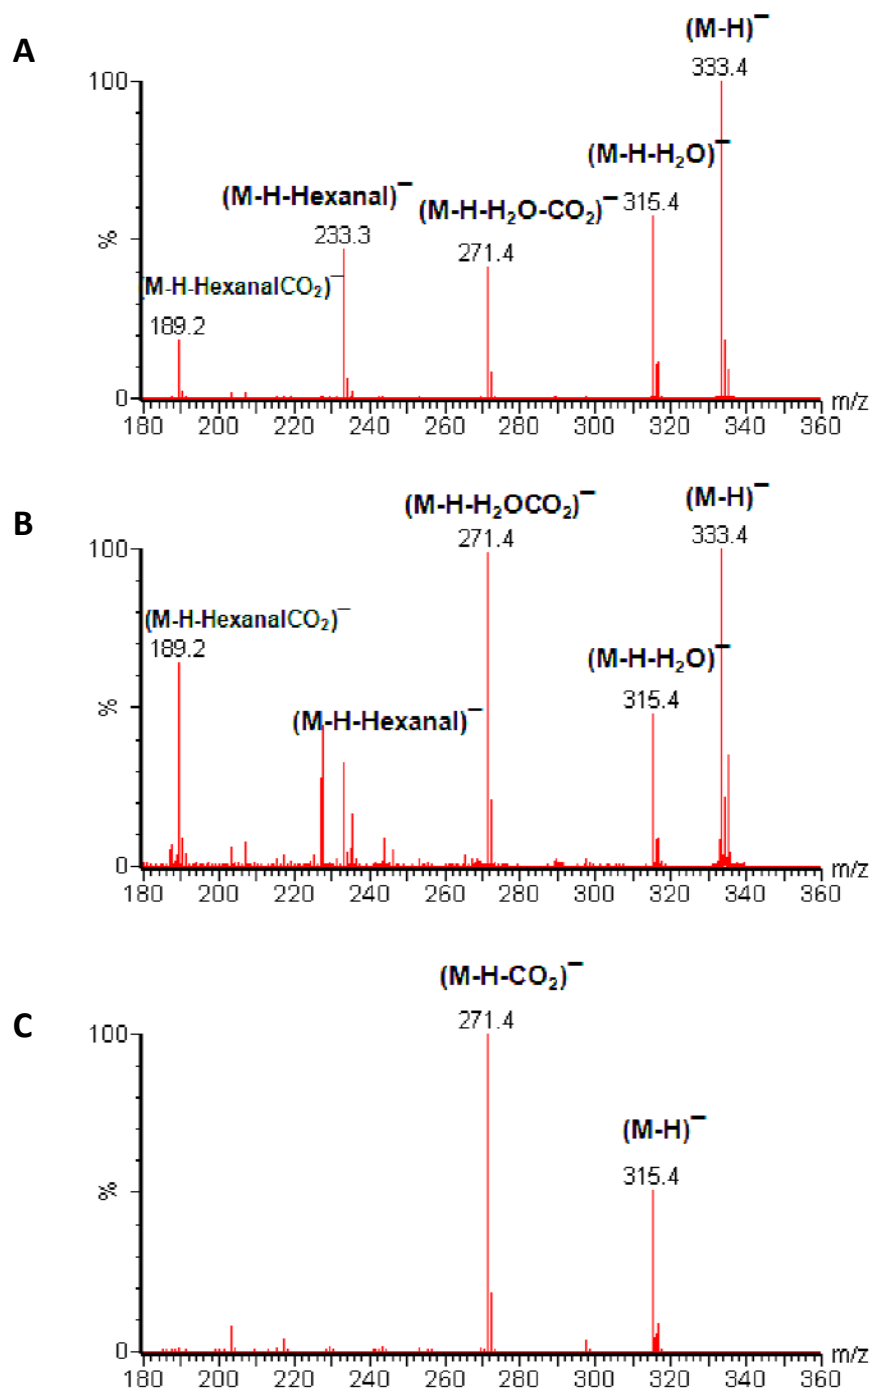 A
(M-H)⁻
333.4
100
(M-H-H₂O)⁻
(M-H-Hexanal)⁻
(M-H-H₂O-CO₂)⁻
315.4
233.3
271.4
%
(M-H-HexanalCO₂)⁻
189.2
0
m/z
180 200 220 240 260 280 300 320 340 360
B
(M-H-H₂OCO₂)⁻
(M-H)⁻
271.4
333.4
100
(M-H-HexanalCO₂)⁻
189.2
(M-H-H₂O)⁻
315.4
%
(M-H-Hexanal)⁻
0
m/z
180 200 220 240 260 280 300 320 340 360
(M-H-CO₂)⁻
C
271.4
100
(M-H)⁻
315.4
%
0
m/z
180 200 220 240 260 280 300 320 340 360